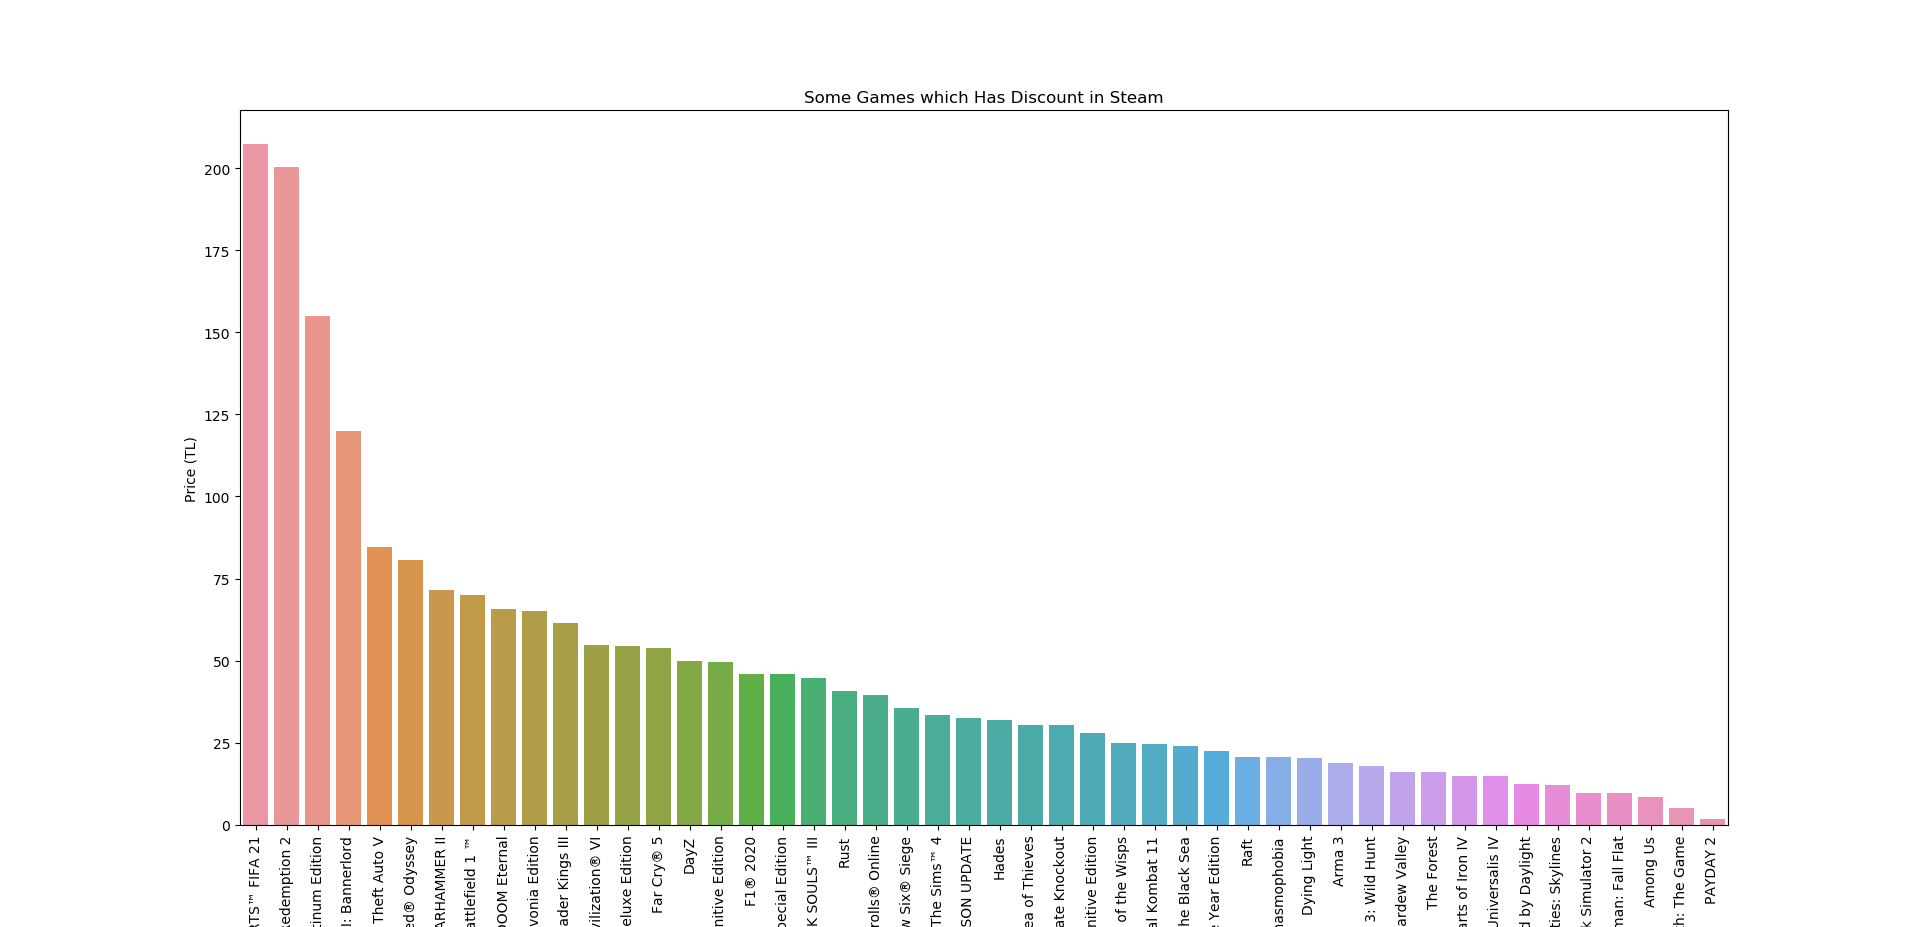 Some Games which Has Discount in Steam
Price (TL)
200
175
150
125
100
75
50
25
0
RTS™ FIFA 21
Redemption 2
tinum Edition
l: Bannerlord
Theft Auto V
ed® Odyssey
ARHAMMER II
attlefield 1 ™
DOOM Eternal
vonia Edition
ader Kings III
vilization® VI
eluxe Edition
Far Cry® 5
DayZ
nitive Edition
F1® 2020
pecial Edition
K SOULS™ III
Rust
rolls® Online
w Six® Siege
The Sims™ 4
SON UPDATE
Hades
ea of Thieves
ate Knockout
nitive Edition
of the Wisps
al Kombat 11
he Black Sea
e Year Edition
Raft
hasmophobia
Dying Light
Arma 3
3: Wild Hunt
ardew Valley
The Forest
arts of Iron IV
Universalis IV
d by Daylight
ties: Skylines
k Simulator 2
man: Fall Flat
Among Us
th: The Game
PAYDAY 2